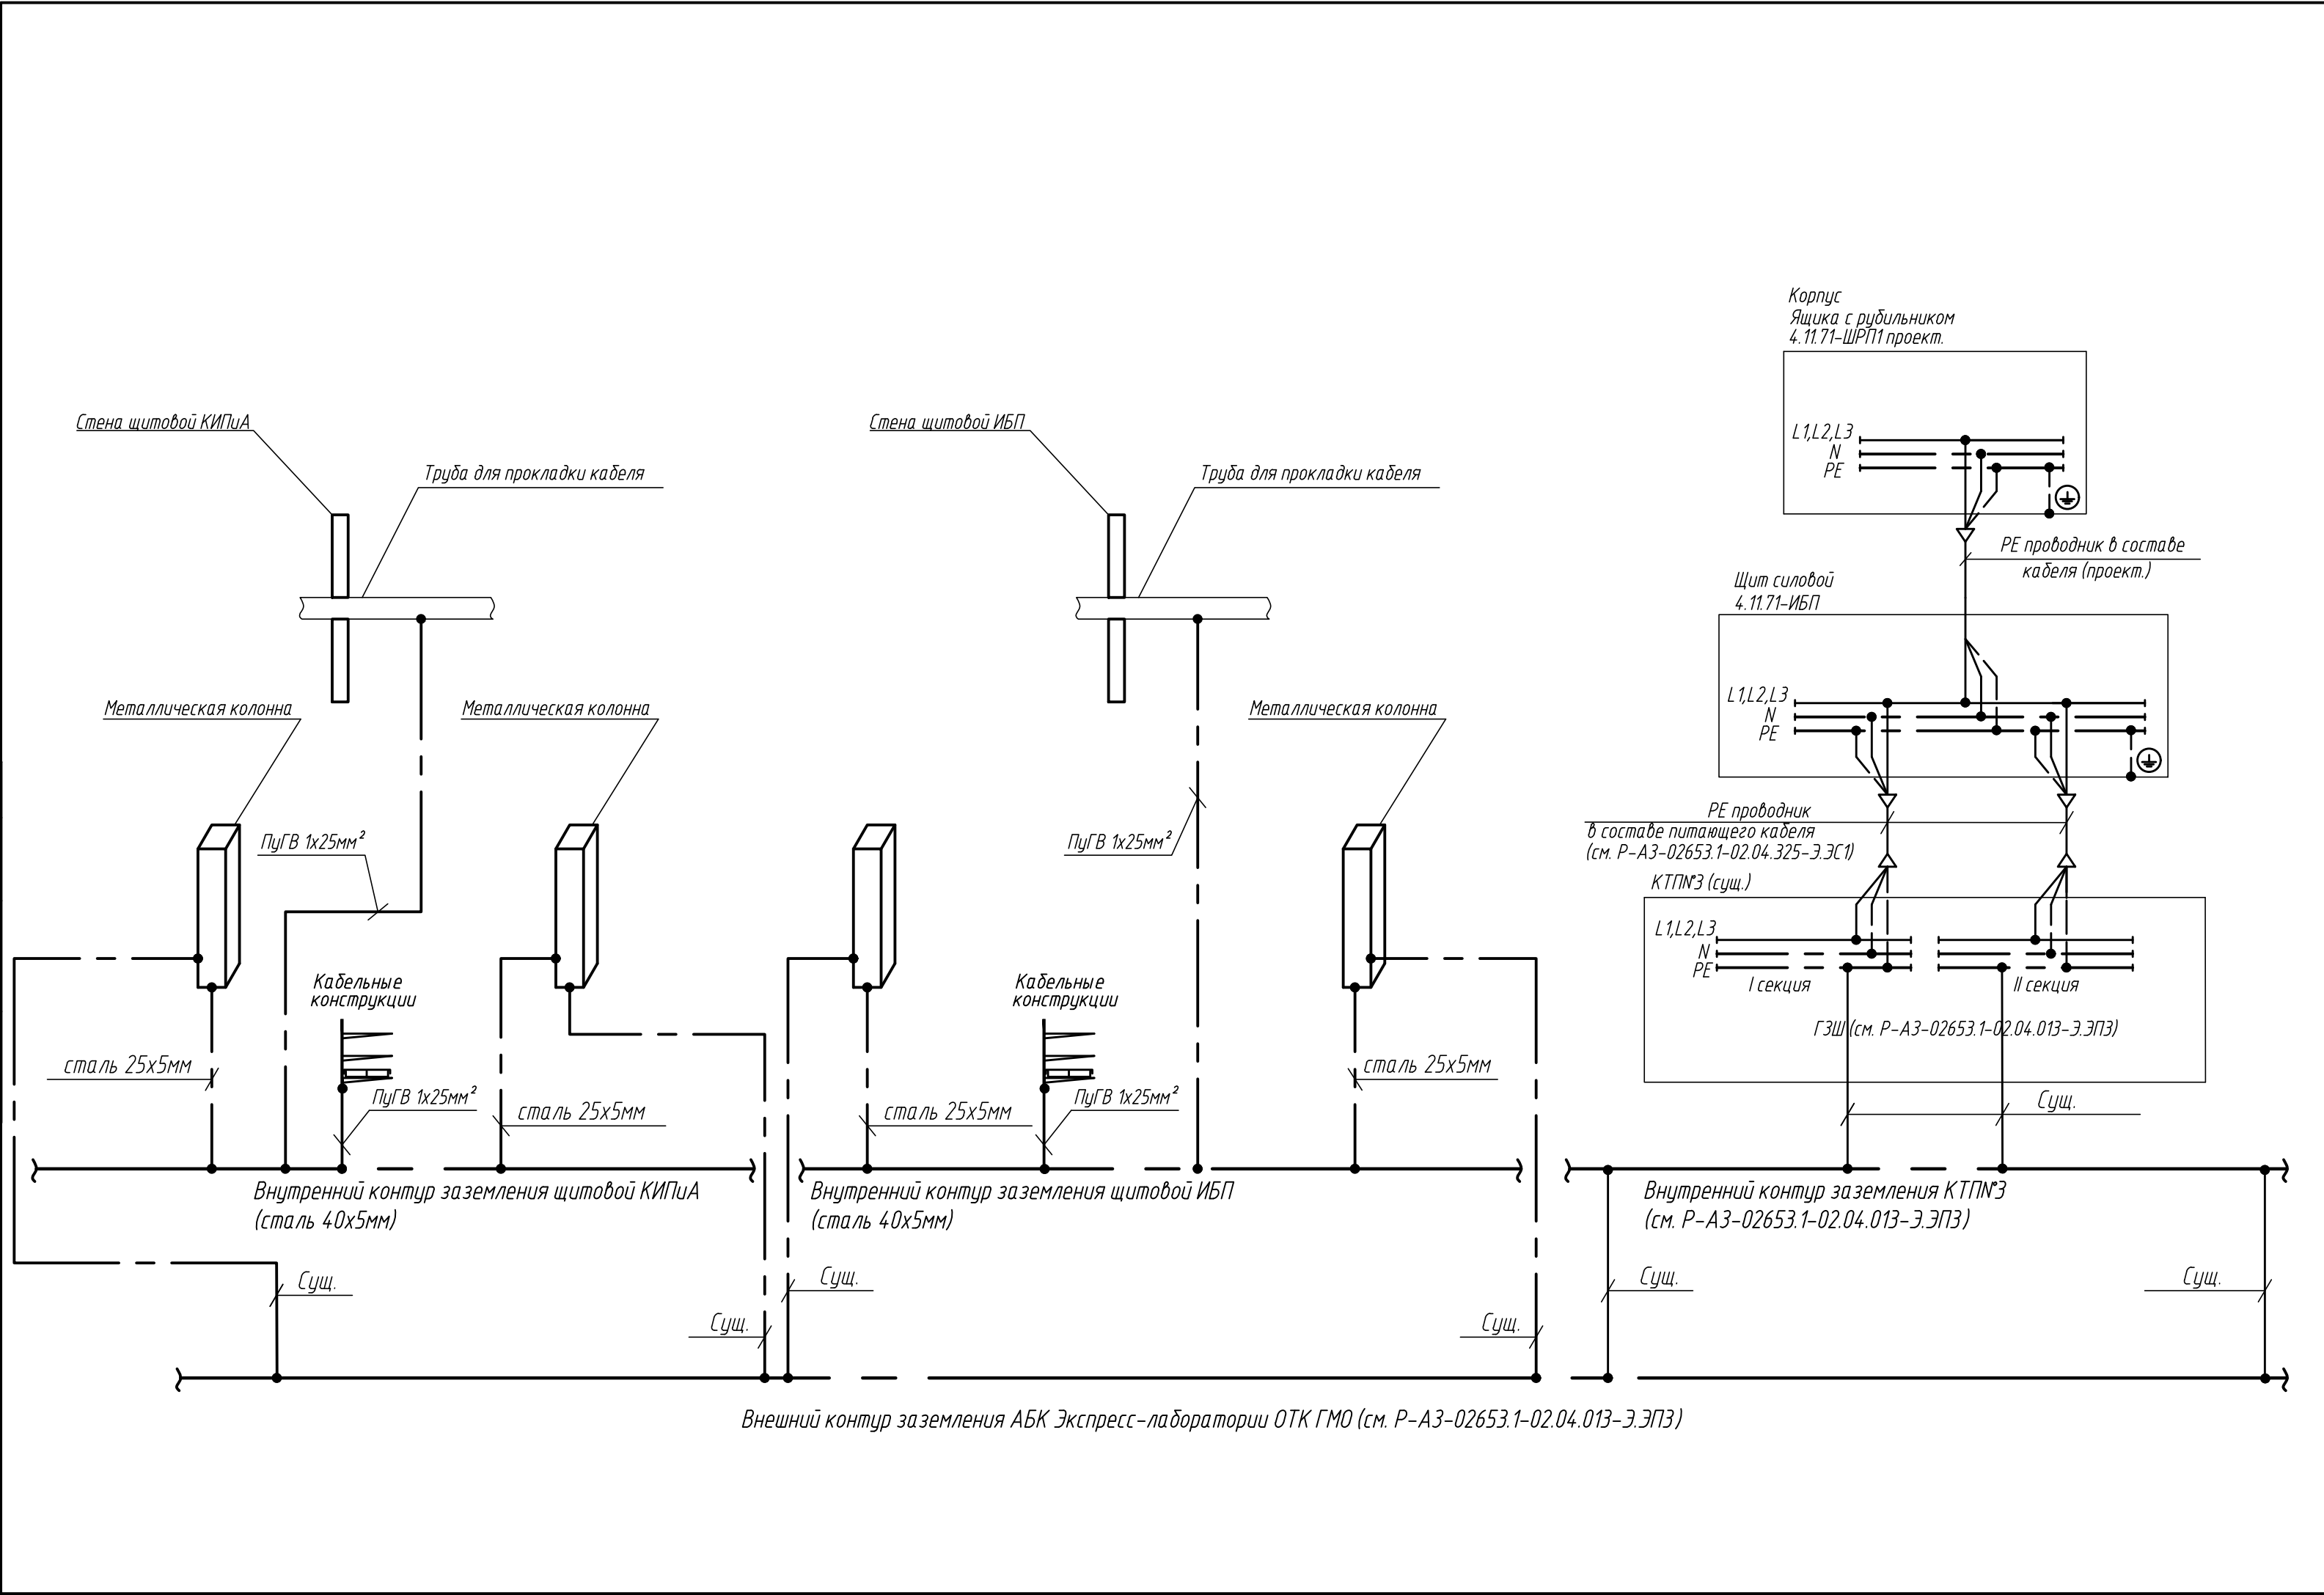 Корпус
Ящика с рубильником
4.11.71-ШРП1 проект.
L1,L2,L3
N
PE
PE проводник в составе
кабеля (проект.)
Щит силовой
4.11.71-ИБП
L1,L2,L3
N
PE
PE проводник
в составе питающего кабеля
(см. Р-АЗ-02653.1-02.04.325-Э.ЭС1)
КТП№3 (сущ.)
L1,L2,L3
N
PE
I секция
II секция
ГЗШ (см. Р-АЗ-02653.1-02.04.013-Э.ЭП3)
Сущ.
Стена щитовой КИПиА
Труба для прокладки кабеля
Металлическая колонна
Металлическая колонна
ПуГВ 1х25мм²
Кабельные
конструкции
сталь 25х5мм
ПуГВ 1х25мм²
сталь 25х5мм
Внутренний контур заземления щитовой КИПиА
(сталь 40х5мм)
Сущ.
Сущ.
Стена щитовой ИБП
Труба для прокладки кабеля
Металлическая колонна
ПуГВ 1х25мм²
Кабельные
конструкции
сталь 25х5мм
сталь 25х5мм
ПуГВ 1х25мм²
Внутренний контур заземления щитовой ИБП
(сталь 40х5мм)
Сущ.
Сущ.
Внутренний контур заземления КТП№3
(см. Р-АЗ-02653.1-02.04.013-Э.ЭП3)
Сущ.
Сущ.
Внешний контур заземления АБК Экспресс-лаборатории ОТК ГМО (см. Р-АЗ-02653.1-02.04.013-Э.ЭП3)